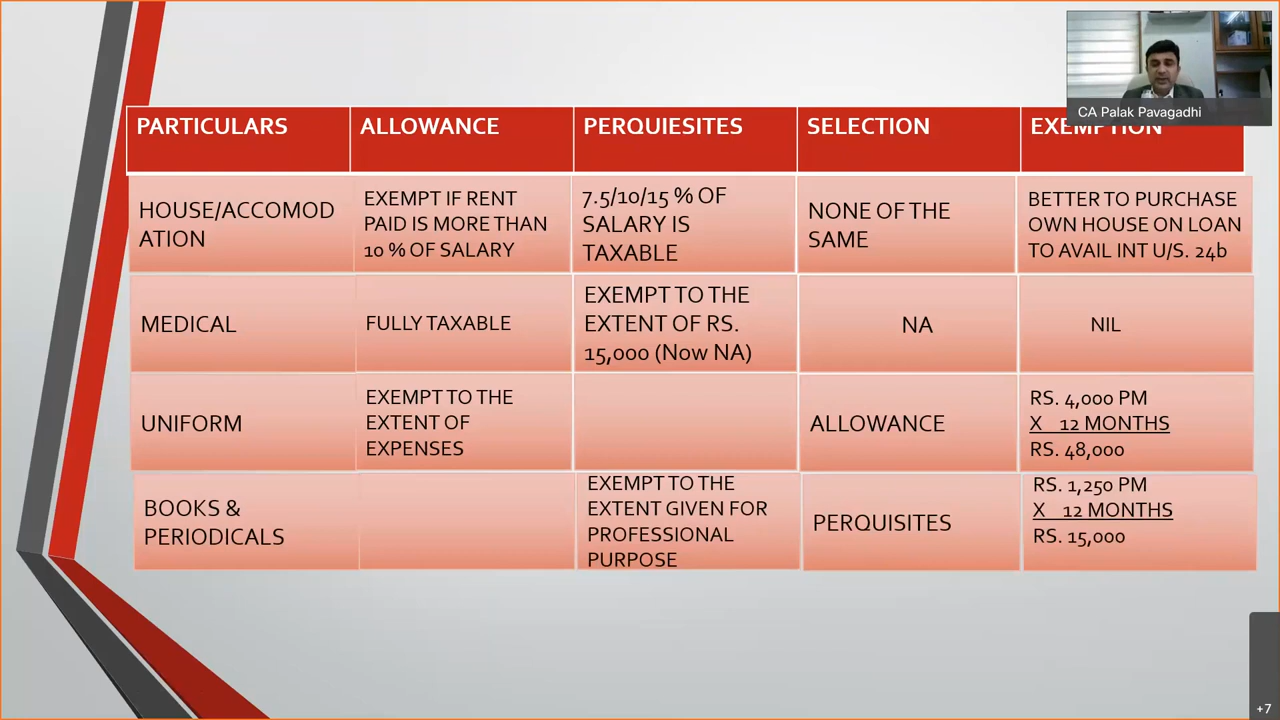 CA Palak Pavagadhi
PARTICULARS
ALLOWANCE
PERQUIESITES
SELECTION
EXEMPTION
HOUSE/ACCOMOD
ATION
EXEMPT IF RENT
PAID IS MORE THAN
10 % OF SALARY
7.5/10/15 % OF
SALARY IS
TAXABLE
NONE OF THE
SAME
BETTER TO PURCHASE
OWN HOUSE ON LOAN
TO AVAIL INT U/S. 24b
MEDICAL
FULLY TAXABLE
EXEMPT TO THE
EXTENT OF RS.
15,000 (Now NA)
NA
NIL
UNIFORM
EXEMPT TO THE
EXTENT OF
EXPENSES
ALLOWANCE
RS. 4,000 PM
X 12 MONTHS
RS. 48,000
BOOKS &
PERIODICALS
EXEMPT TO THE
EXTENT GIVEN FOR
PROFESSIONAL
PURPOSE
PERQUISITES
RS. 1,250 PM
X 12 MONTHS
RS. 15,000
+7